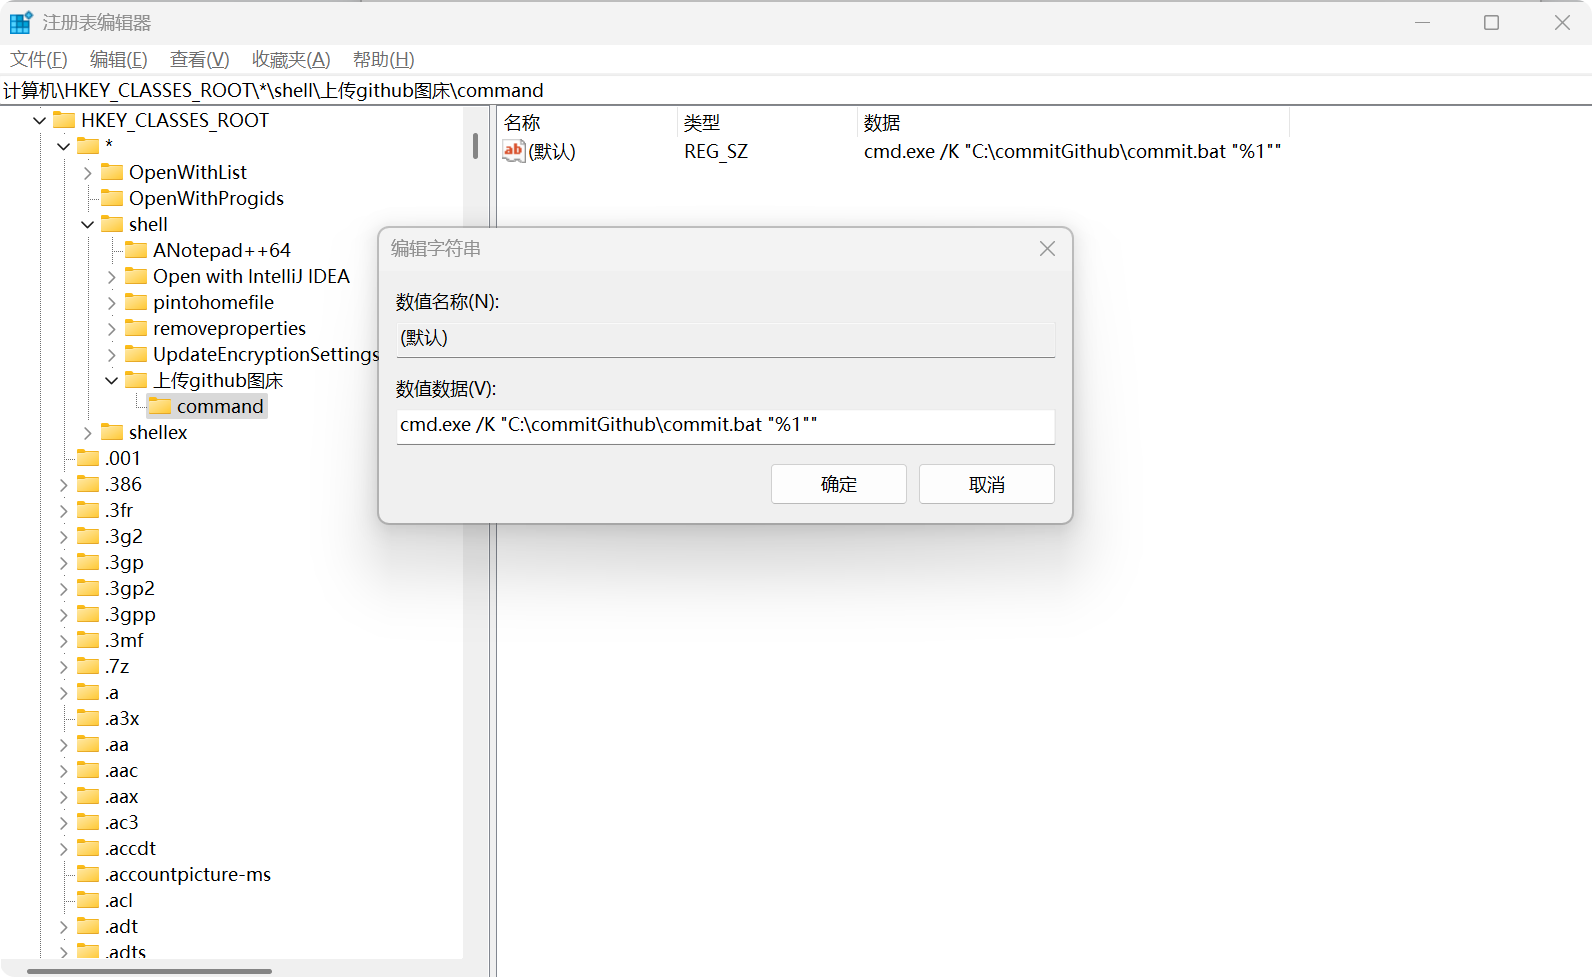 注册表编辑器
文件(F) 编辑(E) 查看(V) 收藏夹(A) 帮助(H)
计算机\HKEY_CLASSES_ROOT\*\shell\上传github图床\command
HKEY_CLASSES_ROOT
*
OpenWithList
OpenWithProgids
shell
ANotepad++64
Open with IntelliJ IDEA
pintohomefile
removeproperties
UpdateEncryptionSettings
上传github图床
command
shellex
.001
.386
.3fr
.3g2
.3gp
.3gp2
.3gpp
.3mf
.7z
.a
.a3x
.aa
.aac
.aax
.ac3
.accdt
.accountpicture-ms
.acl
.adt
.adts
名称 类型 数据
(默认) REG_SZ cmd.exe /K "C:\commitGithub\commit.bat "%1""
编辑字符串
数值名称(N):
(默认)
数值数据(V):
cmd.exe /K "C:\commitGithub\commit.bat "%1""
确定 取消